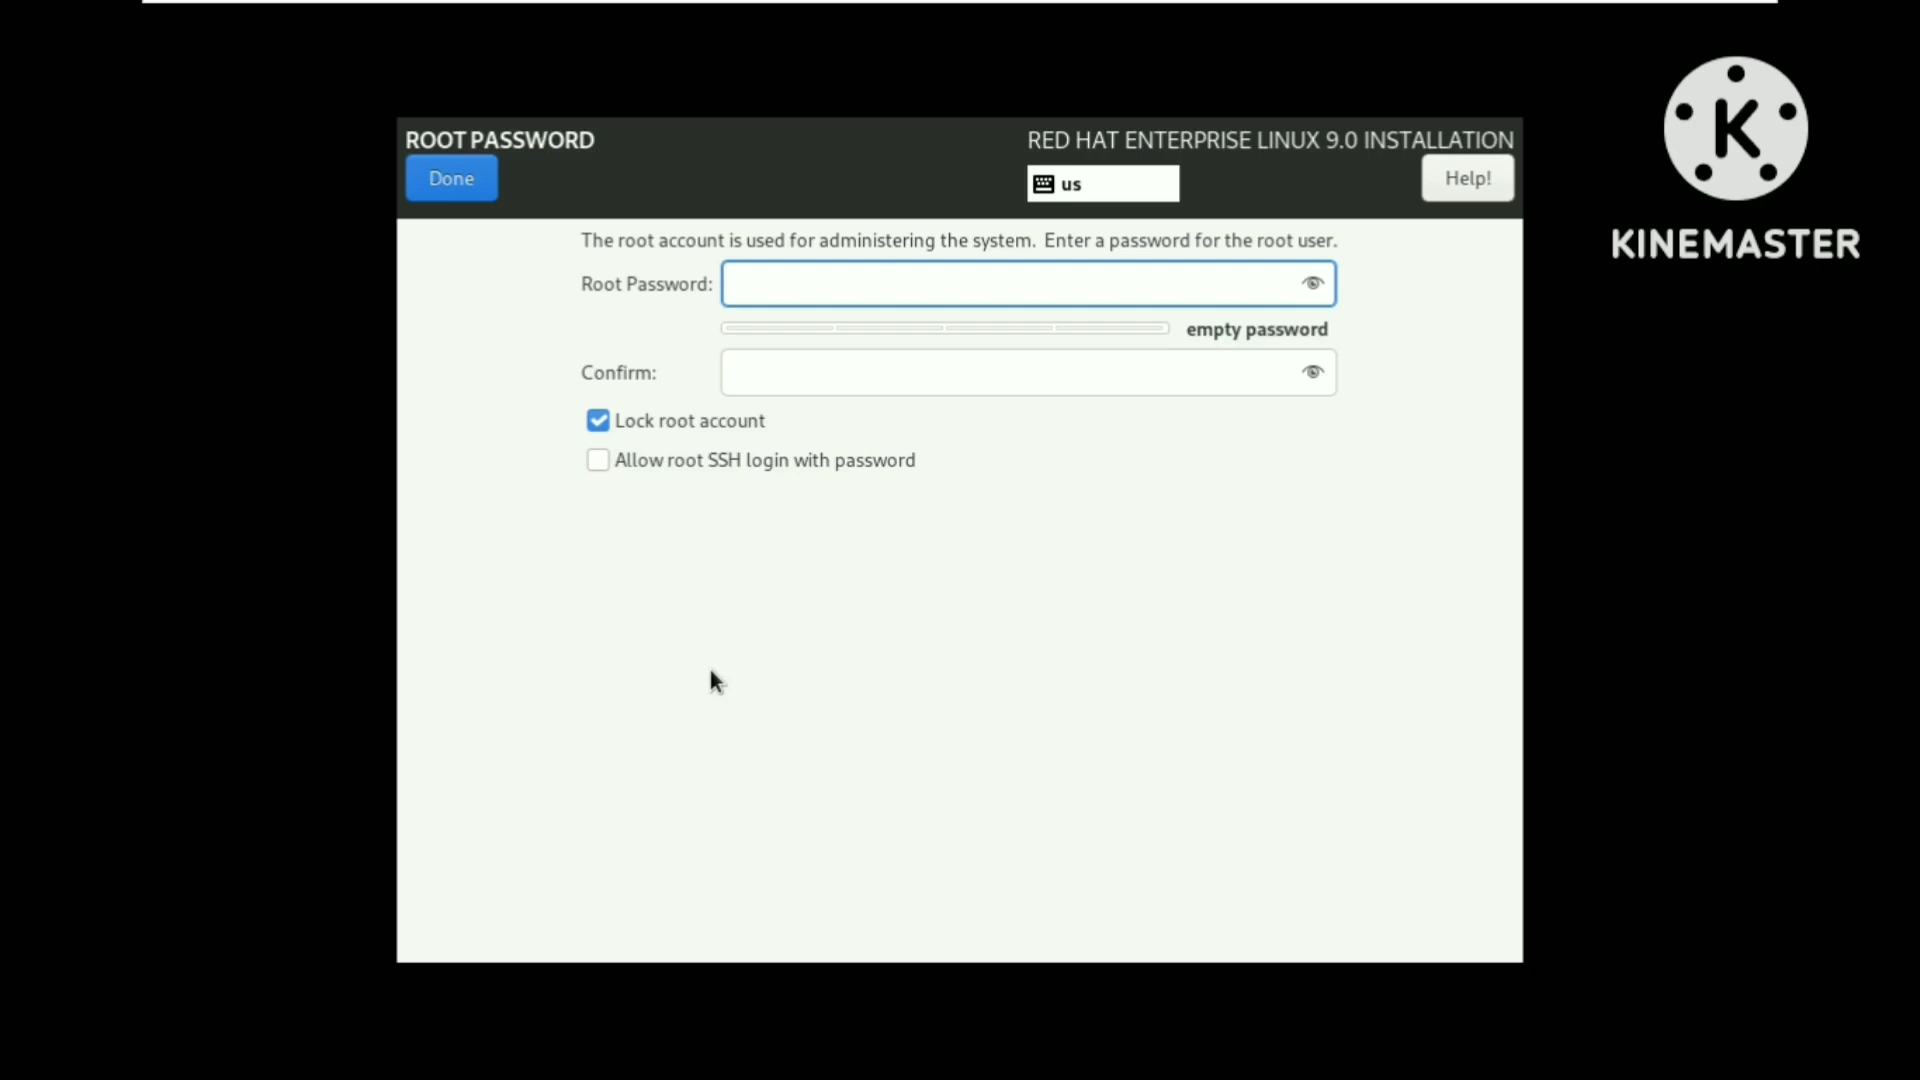 ROOT PASSWORD
RED HAT ENTERPRISE LINUX 9.0 INSTALLATION
Done
us
Help!
K
KINEMASTER
The root account is used for administering the system. Enter a password for the root user.
Root Password:
empty password
Confirm:
Lock root account
Allow root SSH login with password